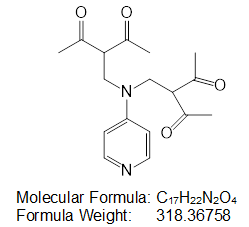 O O
O
N
O
N
Molecular Formula: C₁₇H₂₂N₂O₄
Formula Weight: 318.36758